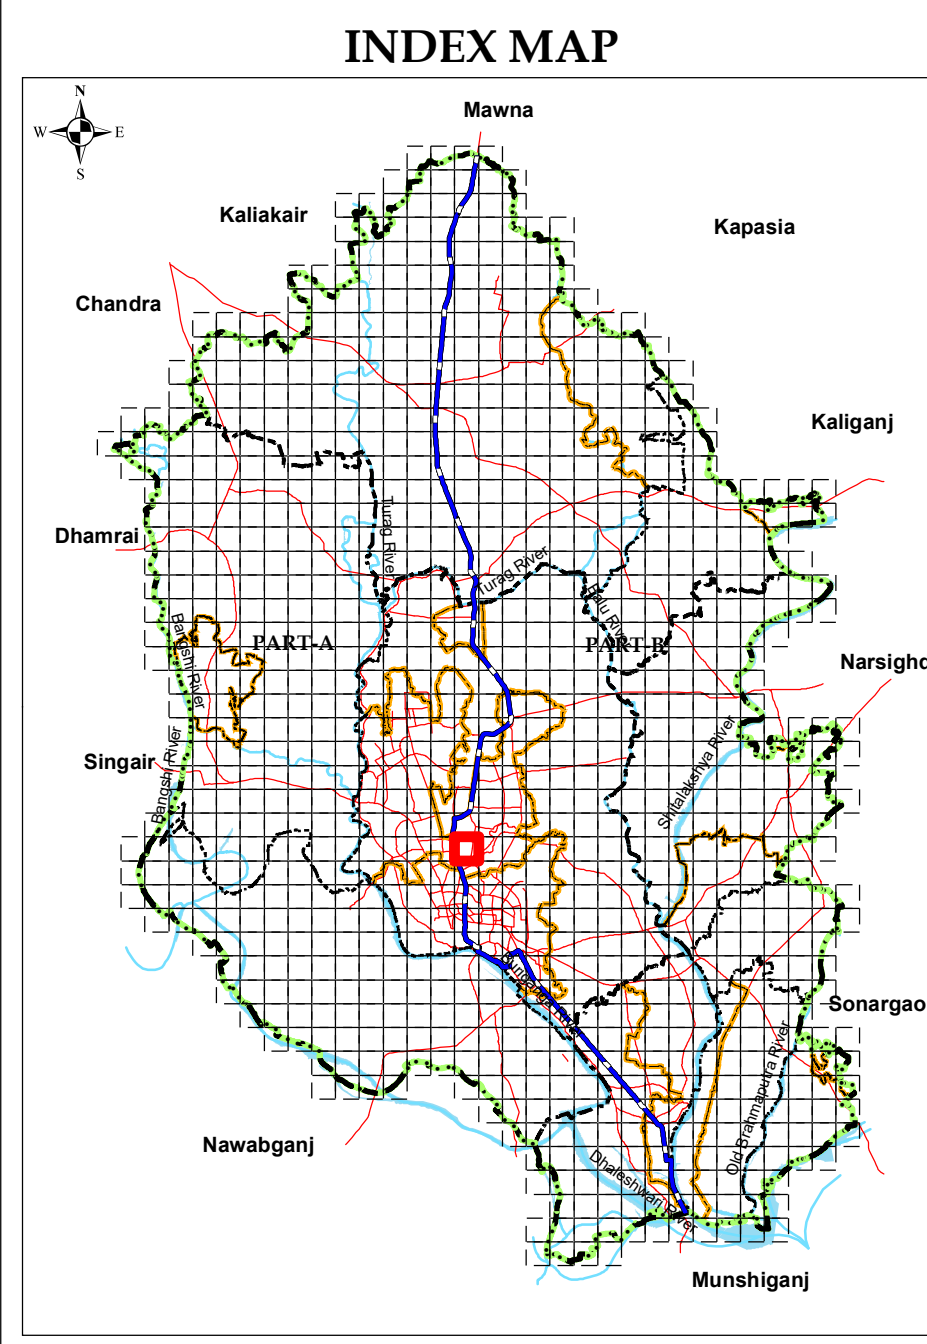 INDEX MAP
N
W
E
S
Mawna
Kaliakair
Kapasia
Chandra
Kaliganj
Dhamrai
Turag River
Turag River
Balu River
Bangshi River
PART-A
PART-B
Narsighd
Singair
Bangshi River
Shitalakshya River
Buriganga River
Sonargao
Old Brahmaputra River
Nawabganj
Dhaleshwari River
Munshiganj